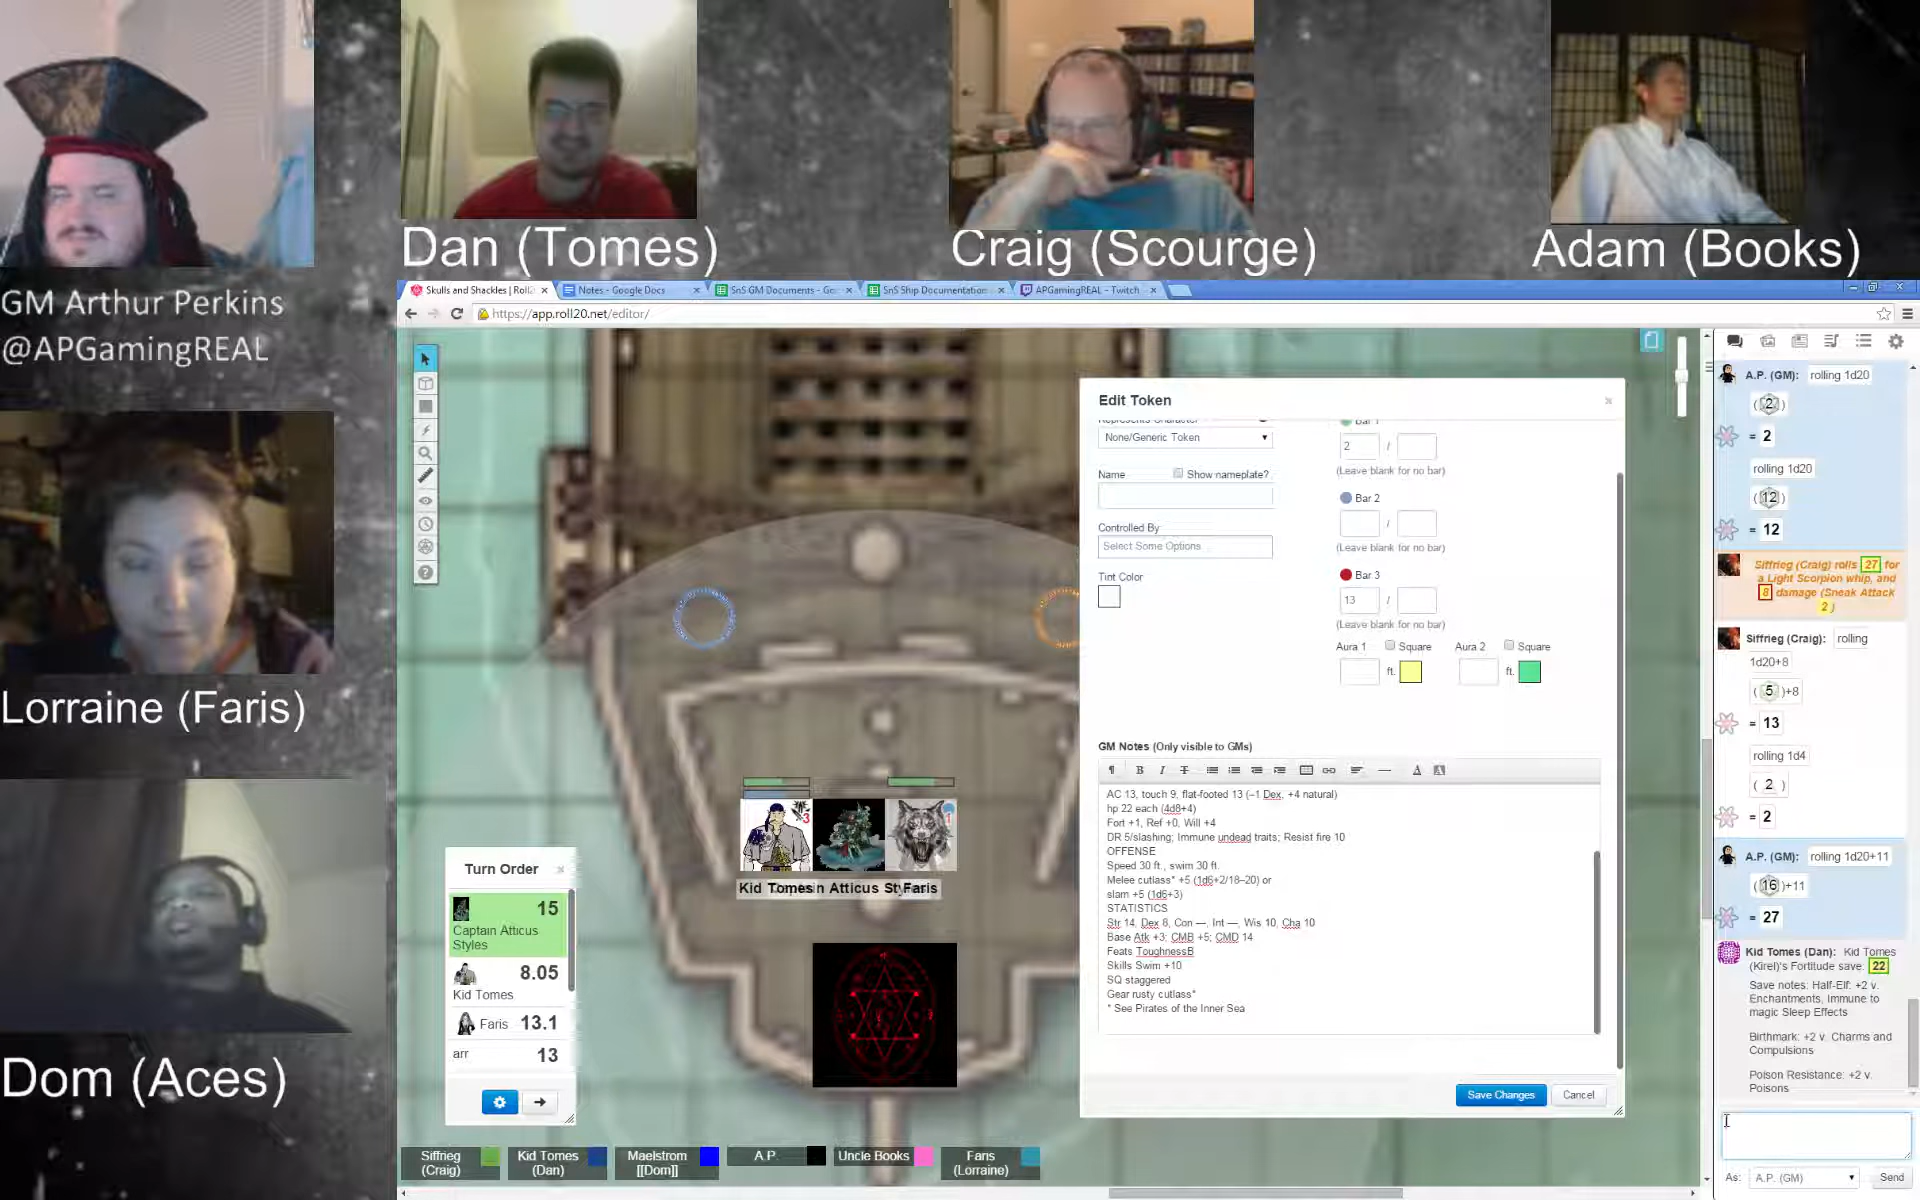 Dan (Tomes)
Craig (Scourge)
Adam (Books)
GM Arthur Perkins
@APGamingREAL
Lorraine (Faris)
Dom (Aces)
Skulls and Shackles | Roll2
Notes - Google Docs
SnS GM Documents - Go
SnS Ship Documentation
APGamingREAL - Twitch
https://app.roll20.net/editor/
Edit Token
Represents Character
None/Generic Token
Name
Show nameplate?
Controlled By
Select Some Options
Tint Color
Bar 1
2 /
(Leave blank for no bar)
Bar 2
/
(Leave blank for no bar)
Bar 3
13 /
(Leave blank for no bar)
Aura 1 Square Aura 2 Square
ft. ft.
GM Notes (Only visible to GMs)
AC 13, touch 9, flat-footed 13 (–1 Dex, +4 natural)
hp 22 each (4d8+4)
Fort +1, Ref +0, Will +4
DR 5/slashing; Immune undead traits; Resist fire 10
OFFENSE
Speed 30 ft., swim 30 ft.
Melee cutlass* +5 (1d6+2/18–20) or
slam +5 (1d6+3)
STATISTICS
Str 14, Dex 8, Con —, Int —, Wis 10, Cha 10
Base Atk +3; CMB +5; CMD 14
Feats ToughnessB
Skills Swim +10
SQ staggered
Gear rusty cutlass*
* See Pirates of the Inner Sea
Save Changes
Cancel
3
1
Kid Tomes
in Atticus Sty
Faris
Turn Order
15
Captain Atticus
Styles
8.05
Kid Tomes
Faris 13.1
arr 13
Siffrieg
(Craig)
Kid Tomes
(Dan)
Maelstrom
[[Dom]]
A.P.
Uncle Books
Faris
(Lorraine)
A.P. (GM): rolling 1d20
(2)
= 2
rolling 1d20
(12)
= 12
Siffrieg (Craig) rolls 27 for
a Light Scorpion whip, and
8 damage (Sneak Attack
2)
Siffrieg (Craig): rolling
1d20+8
(5)+8
= 13
rolling 1d4
(2)
= 2
A.P. (GM): rolling 1d20+11
(16)+11
= 27
Kid Tomes (Dan): Kid Tomes
(Kirel)'s Fortitude save: 22
Save notes: Half-Elf: +2 v.
Enchantments, Immune to
magic Sleep Effects
Birthmark: +2 v. Charms and
Compulsions
Poison Resistance: +2 v.
Poisons
As: A.P. (GM) Send